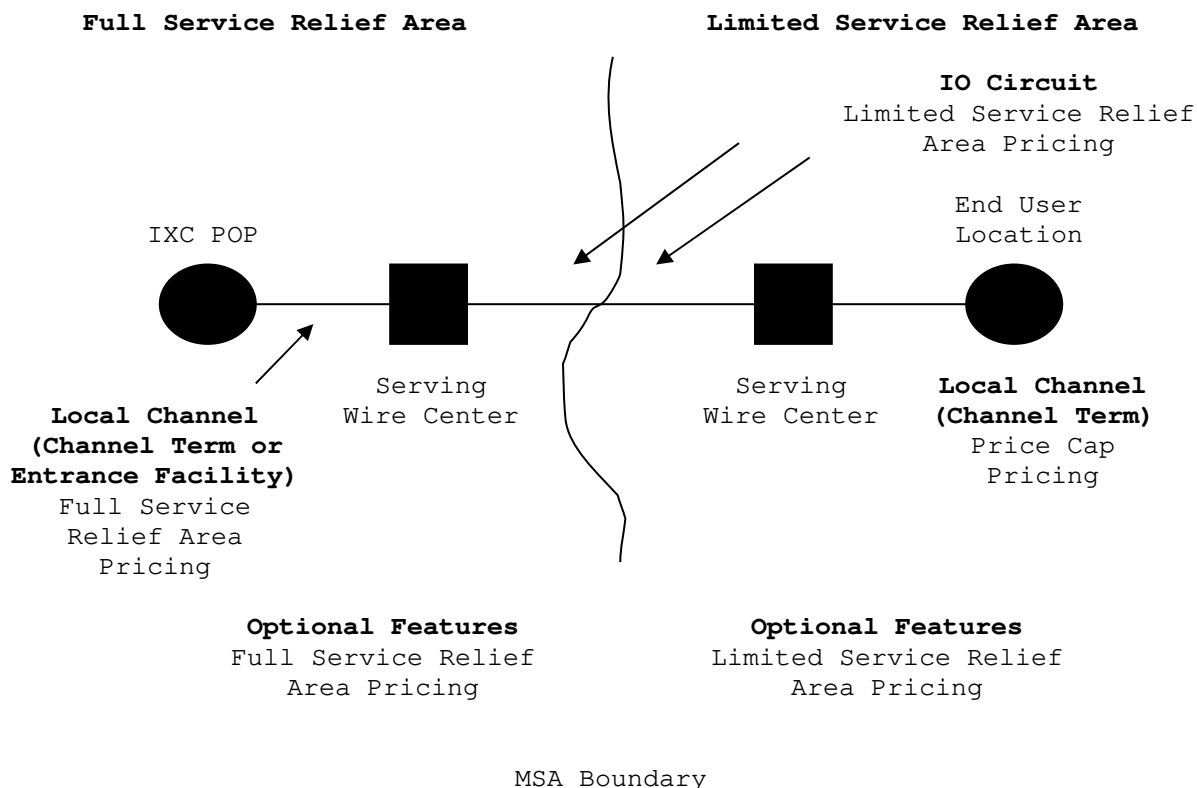 Full Service Relief Area
Limited Service Relief Area
IO Circuit
Limited Service Relief
Area Pricing
IXC POP
End User
Location
Serving
Wire Center
Serving
Wire Center
Local Channel
(Channel Term or
Entrance Facility)
Full Service
Relief Area
Pricing
Local Channel
(Channel Term)
Price Cap
Pricing
Optional Features
Full Service Relief
Area Pricing
Optional Features
Limited Service Relief
Area Pricing
MSA Boundary